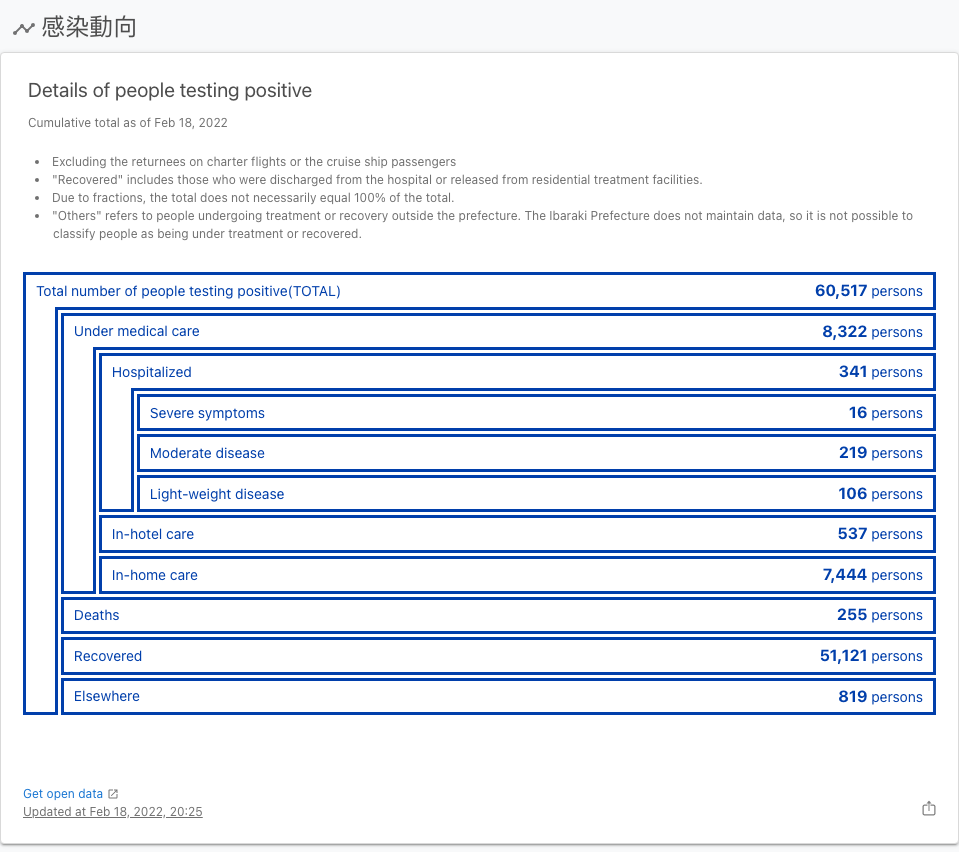 感染動向
Details of people testing positive
Cumulative total as of Feb 18, 2022
• Excluding the returnees on charter flights or the cruise ship passengers
• "Recovered" includes those who were discharged from the hospital or released from residential treatment facilities.
• Due to fractions, the total does not necessarily equal 100% of the total.
• "Others" refers to people undergoing treatment or recovery outside the prefecture. The Ibaraki Prefecture does not maintain data, so it is not possible to
classify people as being under treatment or recovered.
Total number of people testing positive(TOTAL) 60,517 persons
Under medical care 8,322 persons
Hospitalized 341 persons
Severe symptoms 16 persons
Moderate disease 219 persons
Light-weight disease 106 persons
In-hotel care 537 persons
In-home care 7,444 persons
Deaths 255 persons
Recovered 51,121 persons
Elsewhere 819 persons
Get open data
Updated at Feb 18, 2022, 20:25